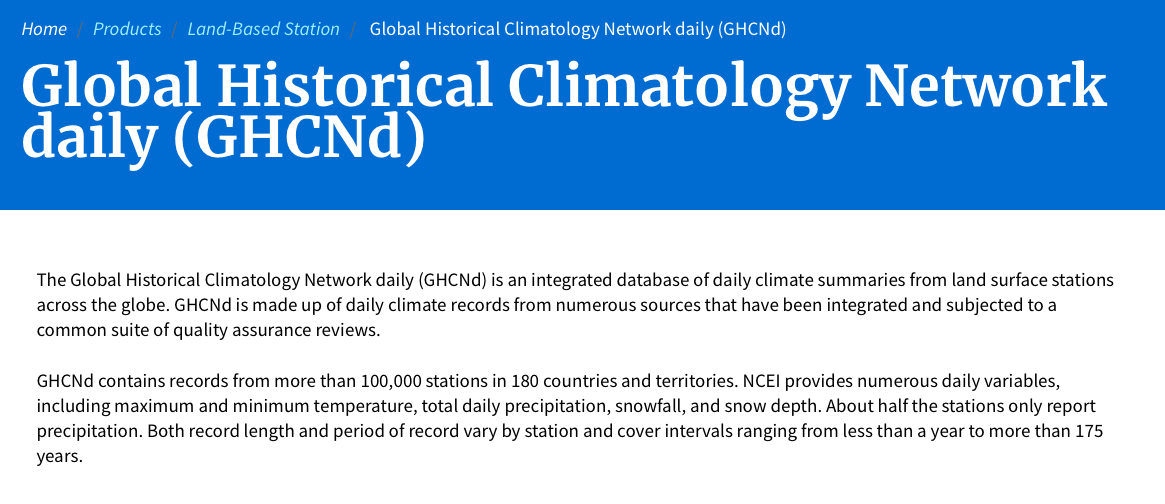 Home / Products / Land-Based Station / Global Historical Climatology Network daily (GHCNd)
Global Historical Climatology Network
daily (GHCNd)
The Global Historical Climatology Network daily (GHCNd) is an integrated database of daily climate summaries from land surface stations
across the globe. GHCNd is made up of daily climate records from numerous sources that have been integrated and subjected to a
common suite of quality assurance reviews.
GHCNd contains records from more than 100,000 stations in 180 countries and territories. NCEI provides numerous daily variables,
including maximum and minimum temperature, total daily precipitation, snowfall, and snow depth. About half the stations only report
precipitation. Both record length and period of record vary by station and cover intervals ranging from less than a year to more than 175
years.